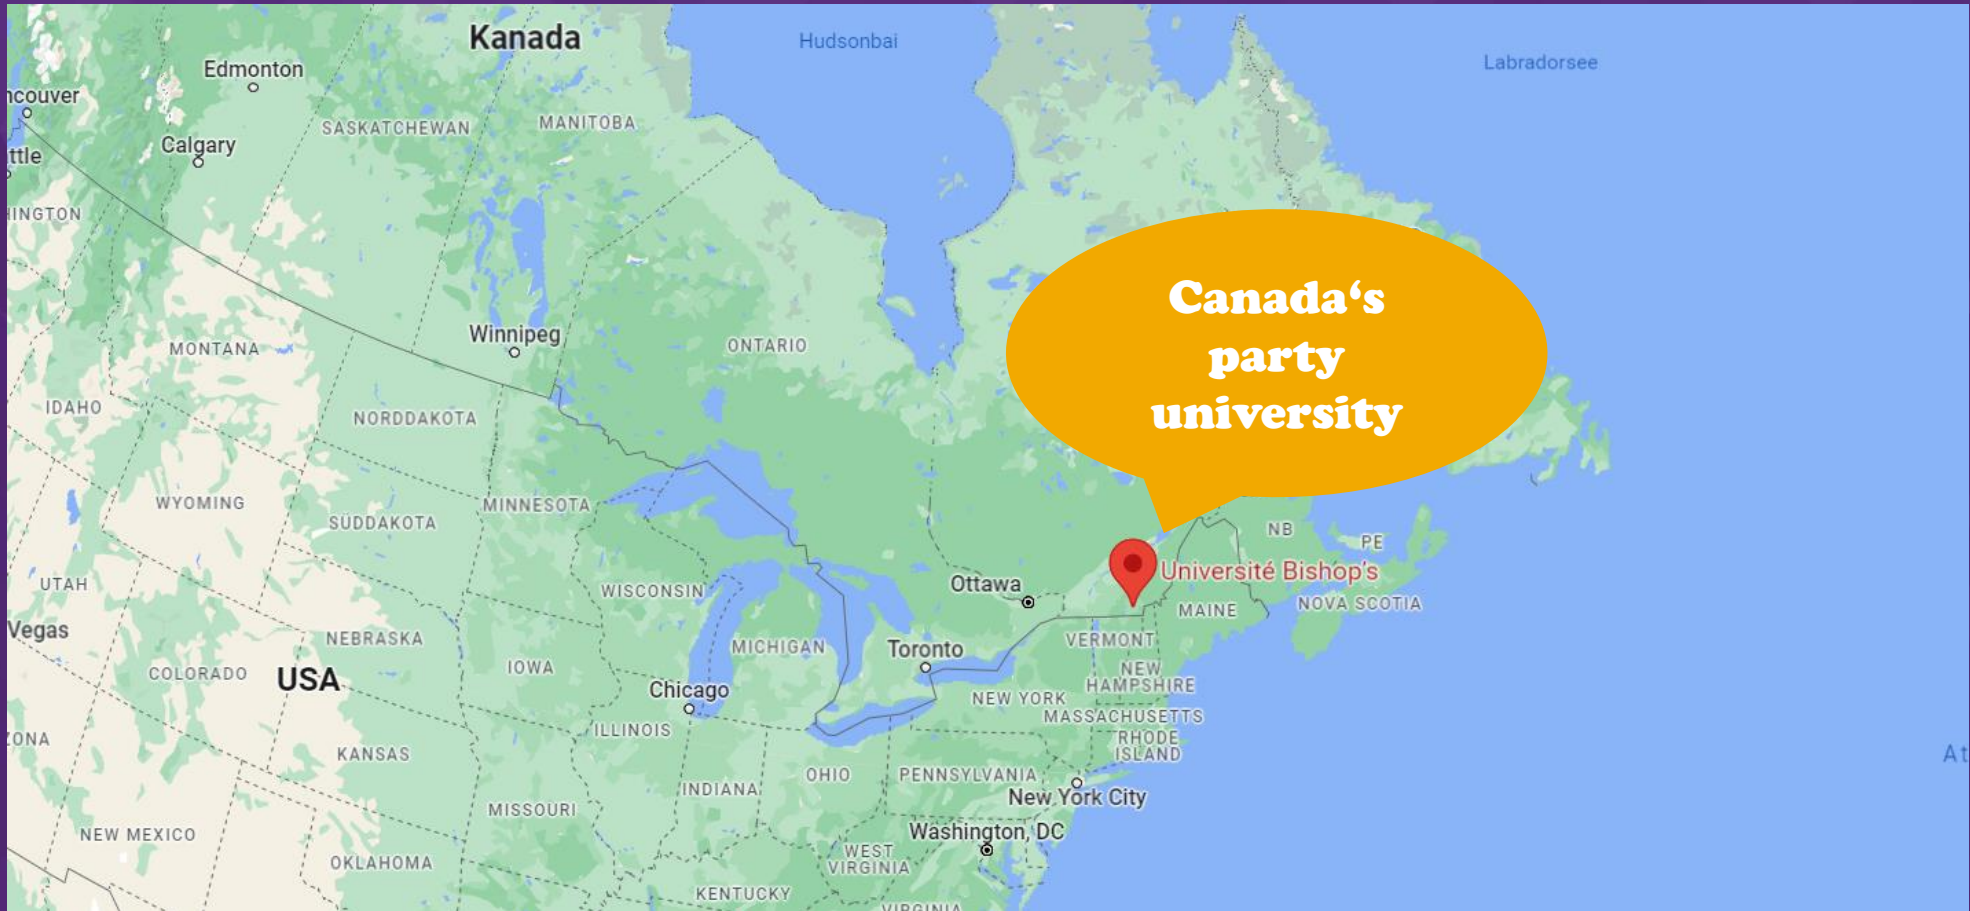 Kanada
Hudsonbai
Labradorsee
Edmonton
ncouver
SASKATCHEWAN
MANITOBA
Calgary
ttle
HINGTON
Canada‘s
party
university
Winnipeg
MONTANA
ONTARIO
IDAHO
NORDDAKOTA
WYOMING
SÜDDAKOTA
MINNESOTA
NB
PE
Université Bishop's
UTAH
WISCONSIN
Ottawa
MAINE
NOVA SCOTIA
Vegas
NEBRASKA
MICHIGAN
Toronto
VERMONT
COLORADO
USA
IOWA
Chicago
NEW YORK
NEW
HAMPSHIRE
MASSACHUSETTS
ILLINOIS
RHODE
ISLAND
ZONA
KANSAS
INDIANA
OHIO
PENNSYLVANIA
New York City
At
MISSOURI
NEW MEXICO
Washington, DC
OKLAHOMA
WEST
VIRGINIA
KENTUCKY
VIRGINIA